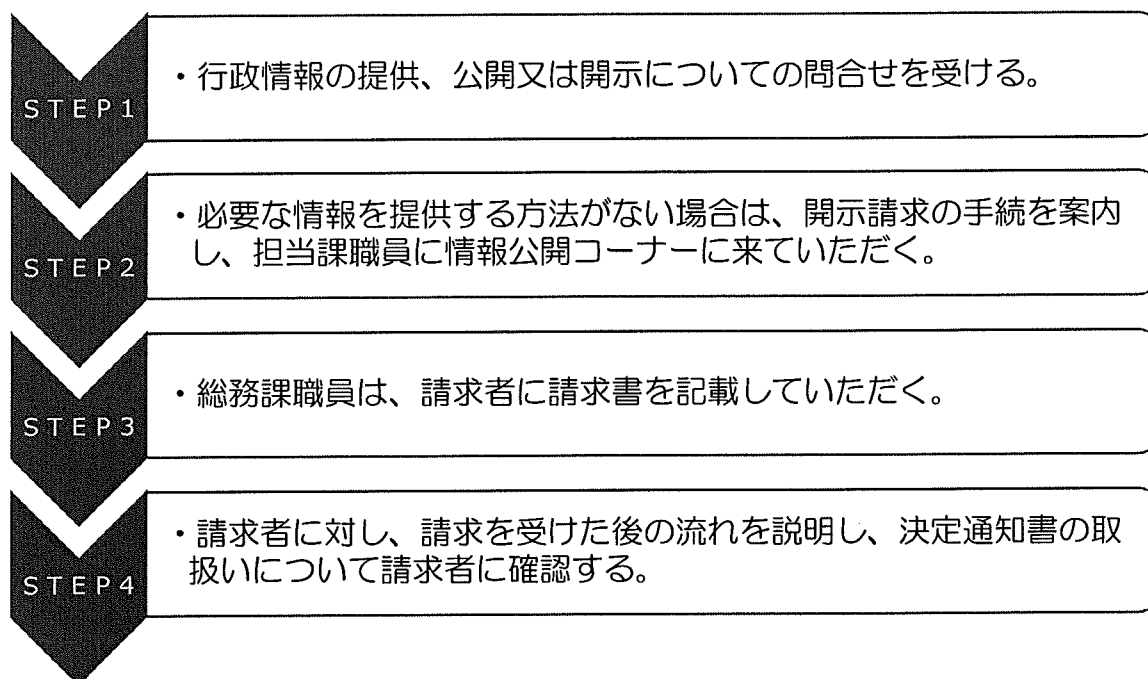 STEP1
・行政情報の提供、公開又は開示についての問合せを受ける。
STEP2
・必要な情報を提供する方法がない場合は、開示請求の手続を案内
し、担当課職員に情報公開コーナーに来ていただく。
STEP3
・総務課職員は、請求者に請求書を記載していただく。
STEP4
・請求者に対し、請求を受けた後の流れを説明し、決定通知書の取
扱いについて請求者に確認する。